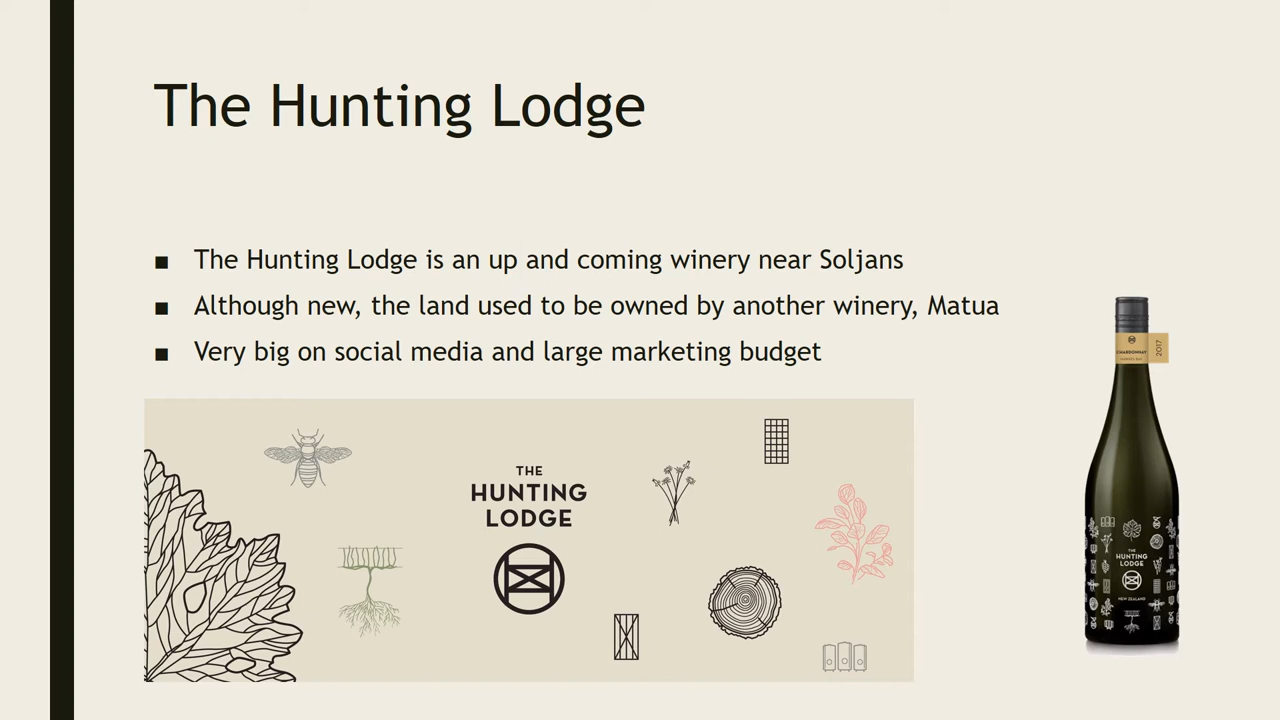 The Hunting Lodge
■ The Hunting Lodge is an up and coming winery near Soljans
■ Although new, the land used to be owned by another winery, Matua
■ Very big on social media and large marketing budget
THE
HUNTING
LODGE
CHARDONNAY
2017
THE
HUNTING
LODGE
NEW ZEALAND